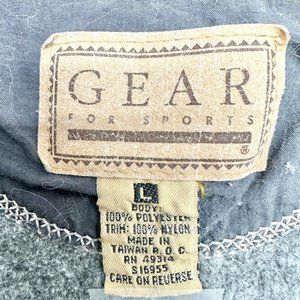 GEAR
FOR SPORTS
®
L
BODY:
100% POLYESTER
TRIM: 100% NYLON
MADE IN
TAIWAN R.O.C.
RN 49314
S16955
CARE ON REVERSE